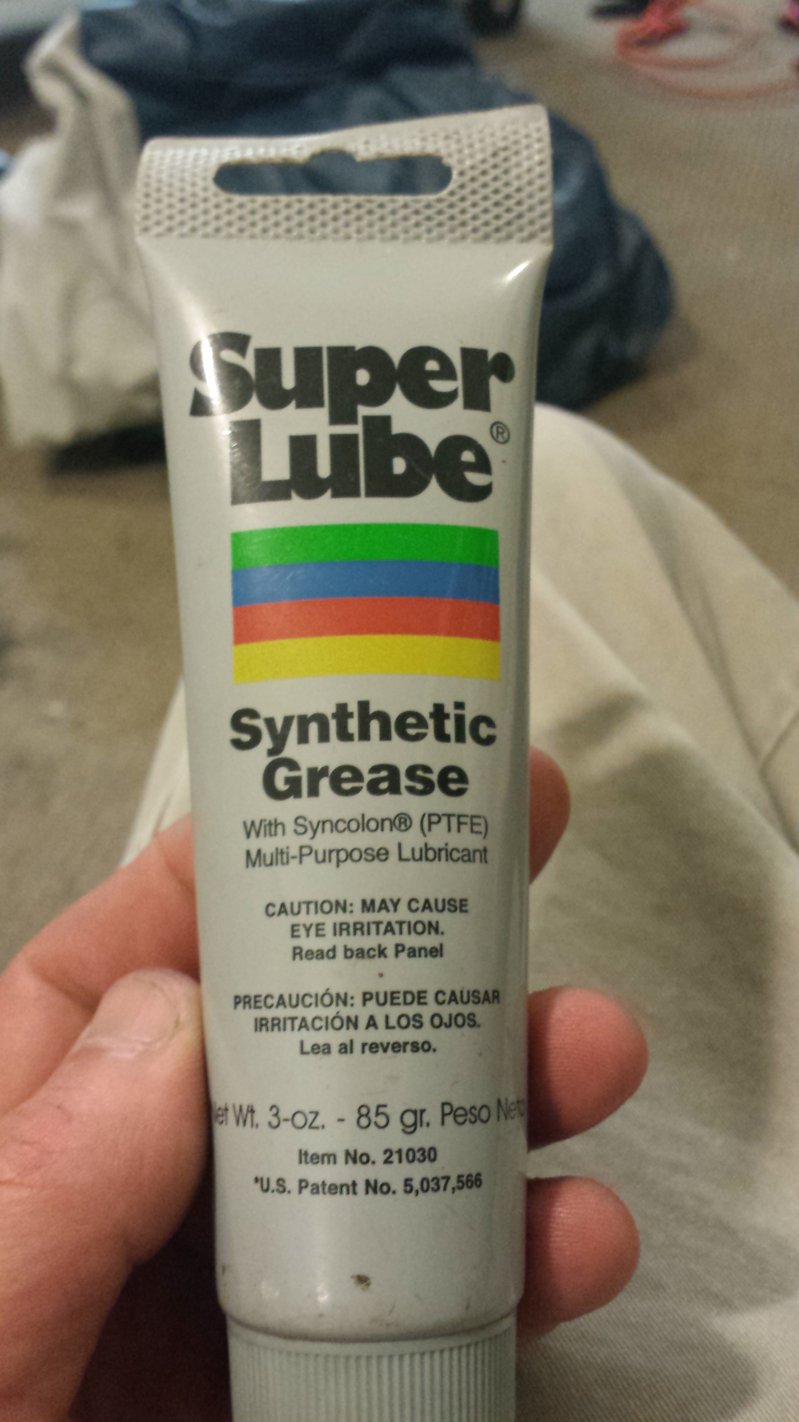 Super
Lube®
Synthetic
Grease
With Syncolon® (PTFE)
Multi-Purpose Lubricant
CAUTION: MAY CAUSE
EYE IRRITATION.
Read back Panel
PRECAUCIÓN: PUEDE CAUSAR
IRRITACIÓN A LOS OJOS.
Lea al reverso.
Net Wt. 3-oz. - 85 gr. Peso Neto
Item No. 21030
*U.S. Patent No. 5,037,566